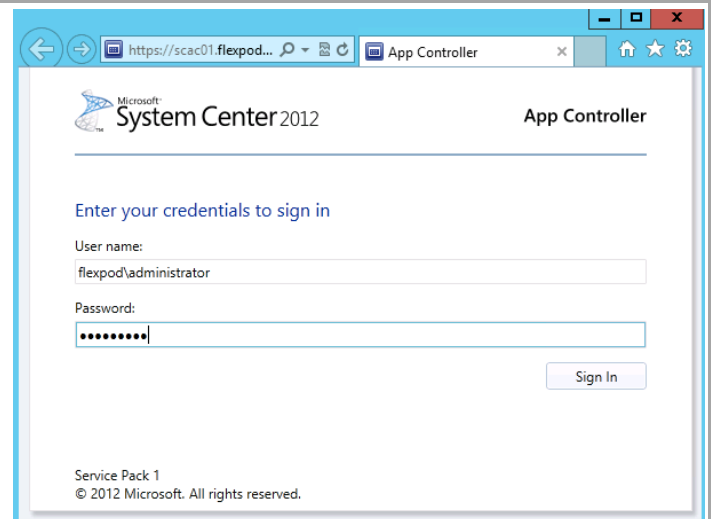 https://scac01.flexpod...
App Controller
Microsoft
System Center 2012
App Controller
Enter your credentials to sign in
User name:
flexpod\administrator
Password:
•••••••••
Sign In
Service Pack 1
© 2012 Microsoft. All rights reserved.